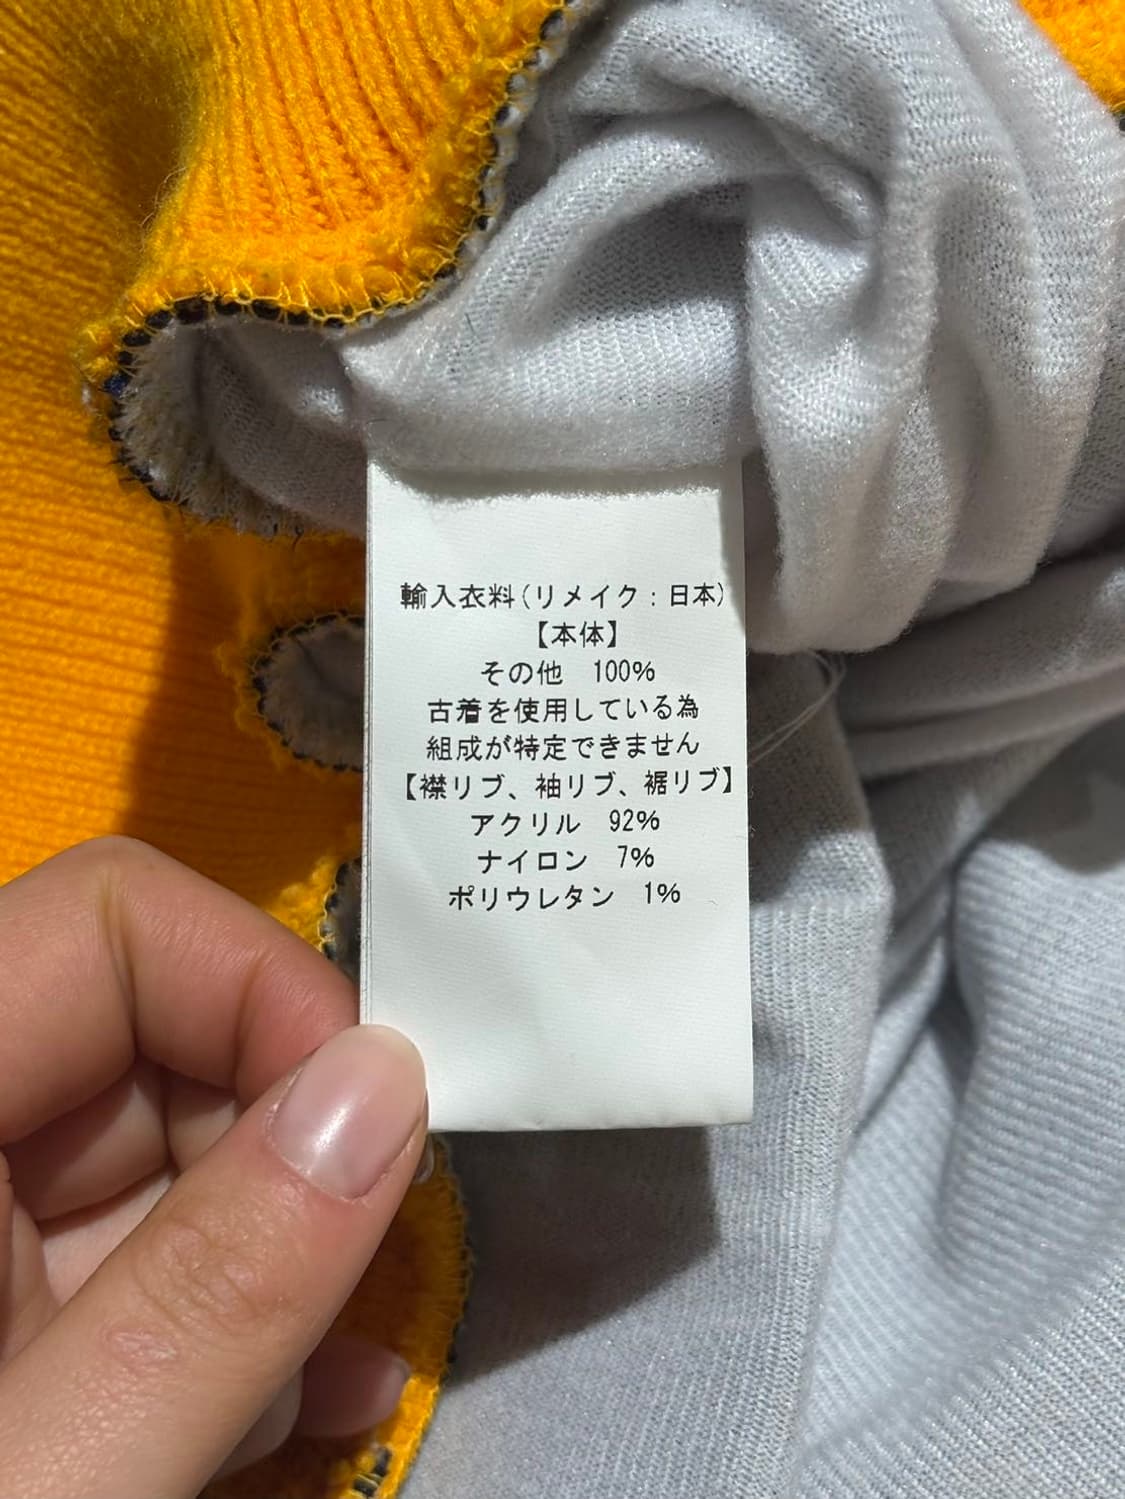 輸入衣料(リメイク:日本)
【本体】
その他 100%
古着を使用している為
組成が特定できません
【襟リブ、袖リブ、裾リブ】
アクリル 92%
ナイロン 7%
ポリウレタン 1%